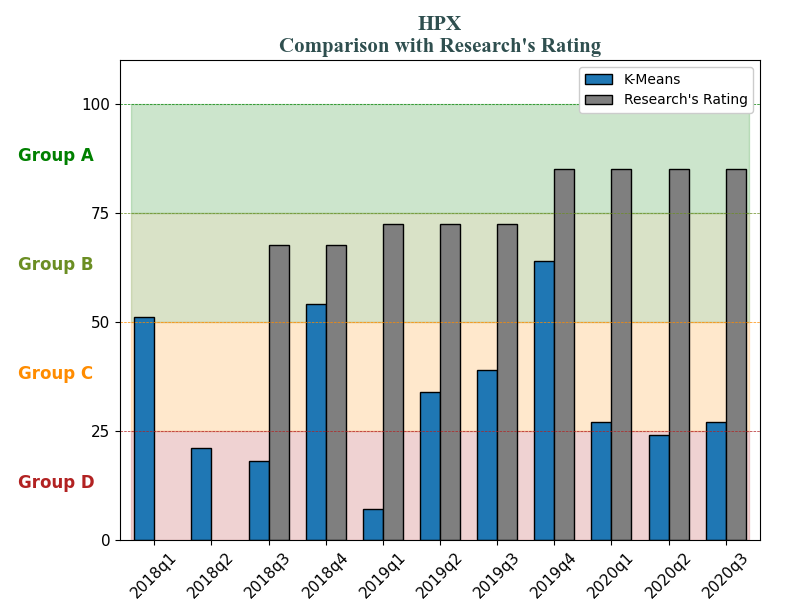 HPX
Comparison with Research's Rating
K-Means
Research's Rating
100
Group A
75
Group B
50
Group C
25
Group D
0
2018q1
2018q2
2018q3
2018q4
2019q1
2019q2
2019q3
2019q4
2020q1
2020q2
2020q3